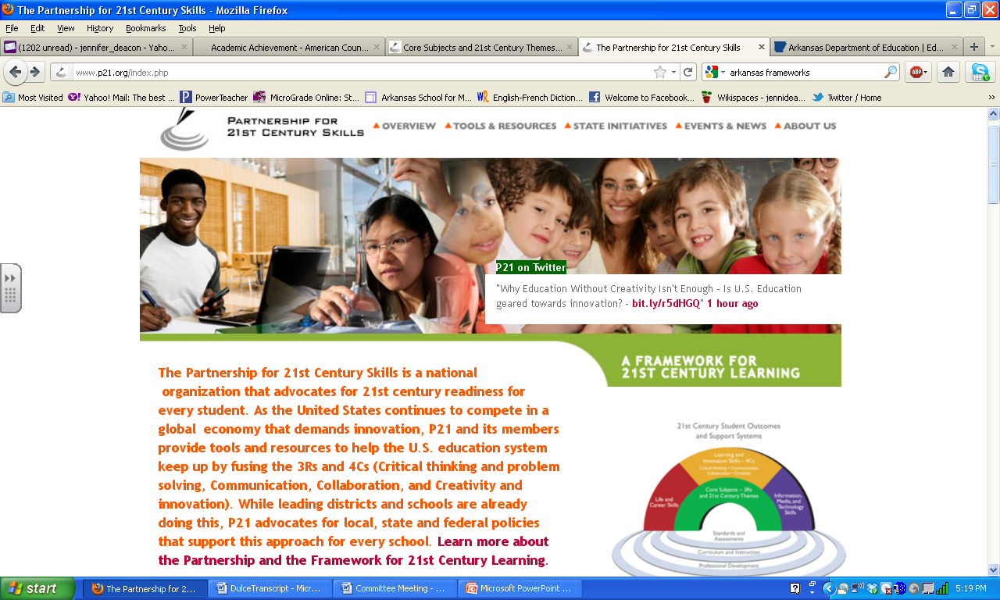 The Partnership for 21st Century Skills - Mozilla Firefox
File Edit View History Bookmarks Tools Help
(1202 unread) - jennifer_deacon - Yaho...
Academic Achievement - American Coun...
Core Subjects and 21st Century Themes...
The Partnership for 21st Century Skills
Arkansas Department of Education | Ed...
www.p21.org/index.php
arkansas frameworks
ABP
Most Visited Yahoo! Mail: The best ... PowerTeacher MicroGrade Online: St... Arkansas School for M... English-French Diction... Welcome to Facebook... Wikispaces - jennidea... Twitter / Home
PARTNERSHIP FOR
21ST CENTURY SKILLS
OVERVIEW TOOLS & RESOURCES STATE INITIATIVES EVENTS & NEWS ABOUT US
P21 on Twitter
"Why Education Without Creativity Isn't Enough - Is U.S. Education
geared towards innovation? - bit.ly/r5dHGQ" 1 hour ago
A FRAMEWORK FOR
21ST CENTURY LEARNING
The Partnership for 21st Century Skills is a national
organization that advocates for 21st century readiness for
every student. As the United States continues to compete in a
global economy that demands innovation, P21 and its members
provide tools and resources to help the U.S. education system
keep up by fusing the 3Rs and 4Cs (Critical thinking and problem
solving, Communication, Collaboration, and Creativity and
innovation). While leading districts and schools are already
doing this, P21 advocates for local, state and federal policies
that support this approach for every school. Learn more about
the Partnership and the Framework for 21st Century Learning.
21st Century Student Outcomes
and Support Systems
Learning and
Innovation Skills – 4Cs
Critical thinking • Communication
Collaboration • Creativity
Core Subjects – 3Rs
and 21st Century Themes
Life and
Career Skills
Information,
Media, and
Technology
Skills
Standards and
Assessments
Curriculum and Instruction
Professional Development
start
The Partnership for 2...
DulceTranscript - Micr...
Committee Meeting - ...
Microsoft PowerPoint ...
5:19 PM